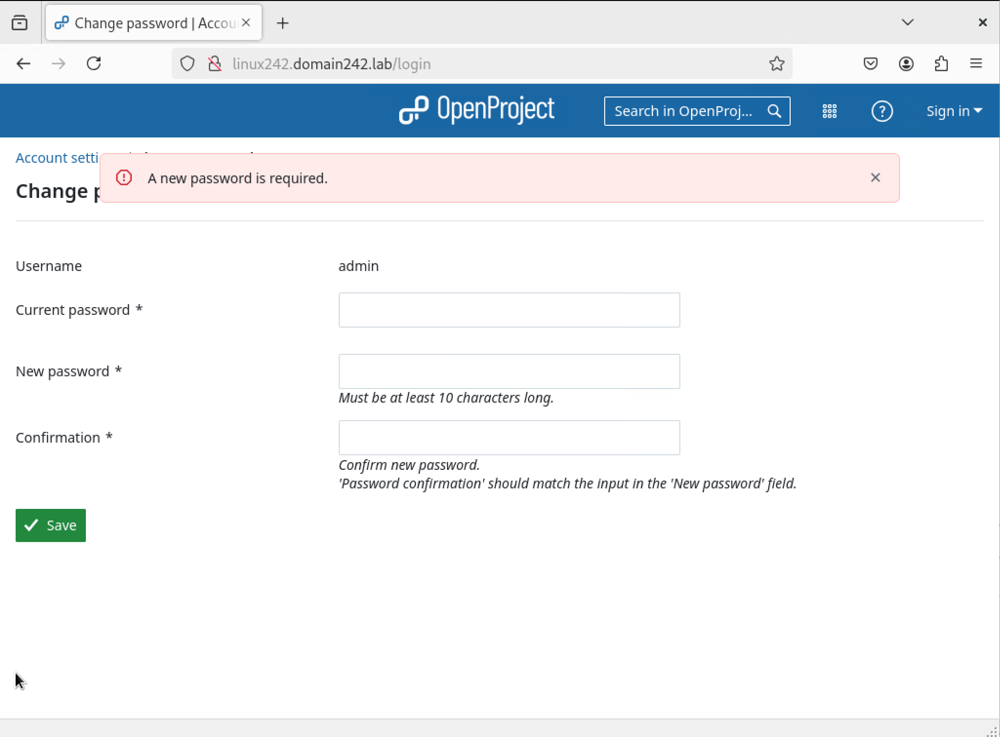 Change password | Accou
linux242.domain242.lab/login
OpenProject
Search in OpenProj...
Sign in
Account setti
A new password is required.
Change p
Username
admin
Current password *
New password *
Must be at least 10 characters long.
Confirmation *
Confirm new password.
'Password confirmation' should match the input in the 'New password' field.
Save